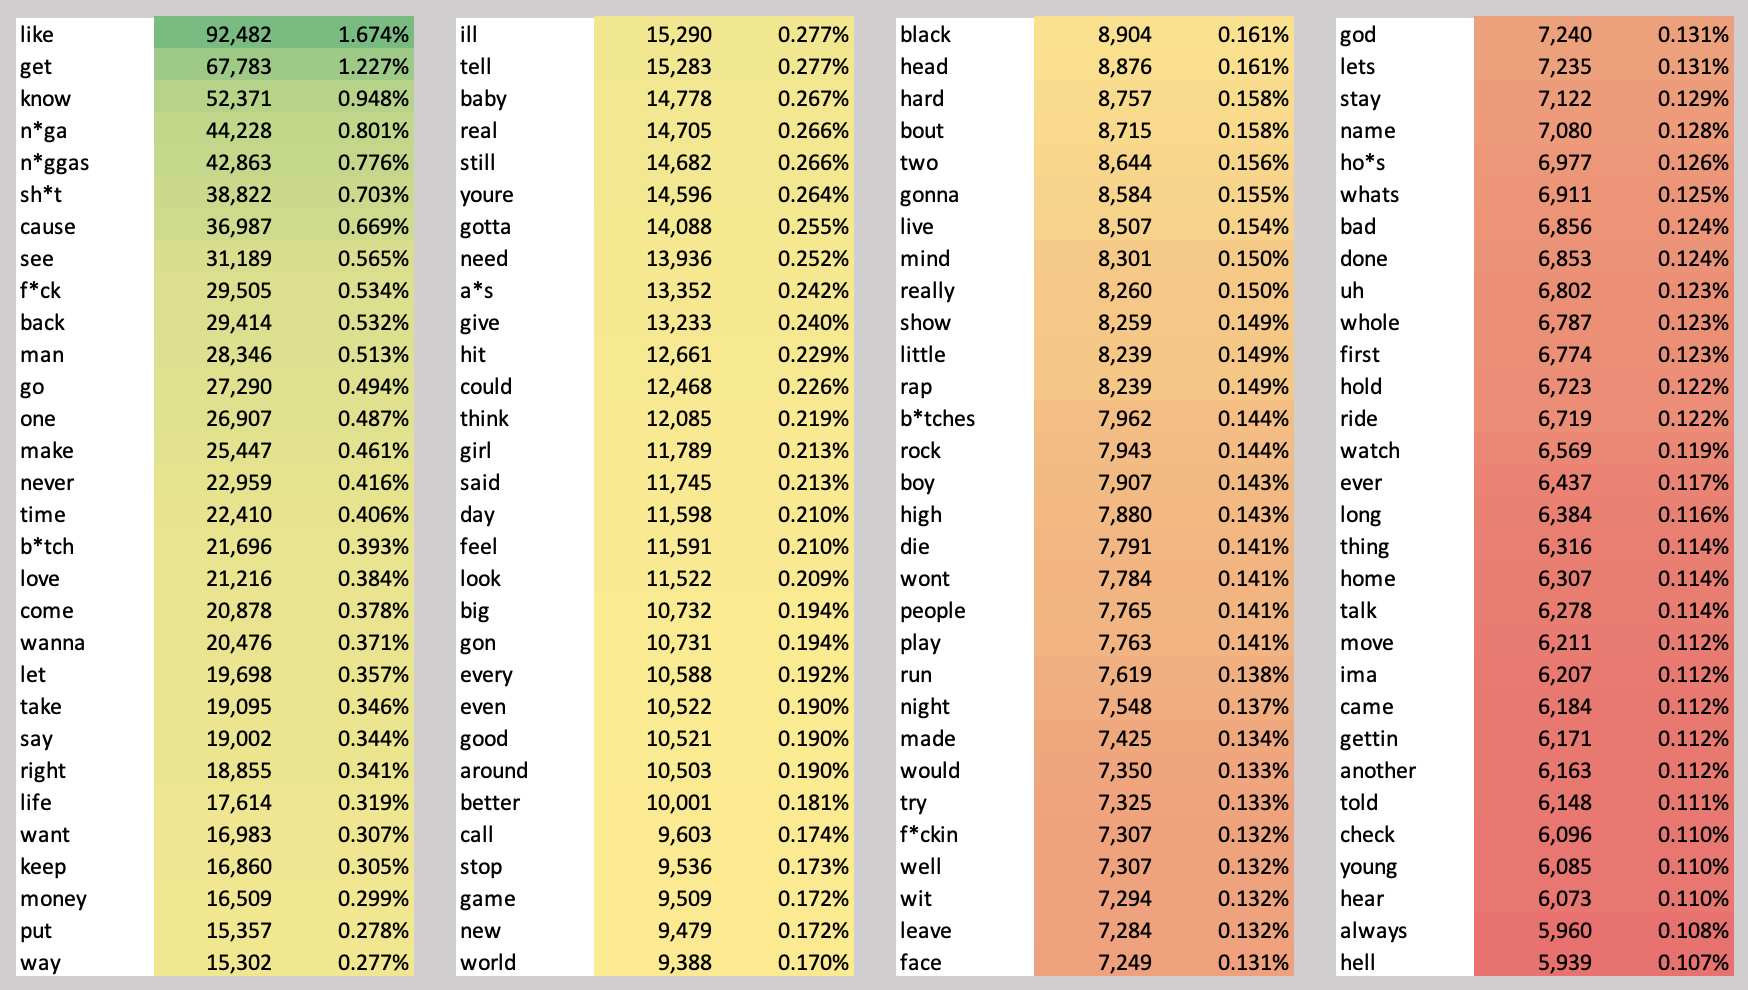 like 92,482 1.674%
get 67,783 1.227%
know 52,371 0.948%
n*ga 44,228 0.801%
n*ggas 42,863 0.776%
sh*t 38,822 0.703%
cause 36,987 0.669%
see 31,189 0.565%
f*ck 29,505 0.534%
back 29,414 0.532%
man 28,346 0.513%
go 27,290 0.494%
one 26,907 0.487%
make 25,447 0.461%
never 22,959 0.416%
time 22,410 0.406%
b*tch 21,696 0.393%
love 21,216 0.384%
come 20,878 0.378%
wanna 20,476 0.371%
let 19,698 0.357%
take 19,095 0.346%
say 19,002 0.344%
right 18,855 0.341%
life 17,614 0.319%
want 16,983 0.307%
keep 16,860 0.305%
money 16,509 0.299%
put 15,357 0.278%
way 15,302 0.277%
ill 15,290 0.277%
tell 15,283 0.277%
baby 14,778 0.267%
real 14,705 0.266%
still 14,682 0.266%
youre 14,596 0.264%
gotta 14,088 0.255%
need 13,936 0.252%
a*s 13,352 0.242%
give 13,233 0.240%
hit 12,661 0.229%
could 12,468 0.226%
think 12,085 0.219%
girl 11,789 0.213%
said 11,745 0.213%
day 11,598 0.210%
feel 11,591 0.210%
look 11,522 0.209%
big 10,732 0.194%
gon 10,731 0.194%
every 10,588 0.192%
even 10,522 0.190%
good 10,521 0.190%
around 10,503 0.190%
better 10,001 0.181%
call 9,603 0.174%
stop 9,536 0.173%
game 9,509 0.172%
new 9,479 0.172%
world 9,388 0.170%
black 8,904 0.161%
head 8,876 0.161%
hard 8,757 0.158%
bout 8,715 0.158%
two 8,644 0.156%
gonna 8,584 0.155%
live 8,507 0.154%
mind 8,301 0.150%
really 8,260 0.150%
show 8,259 0.149%
little 8,239 0.149%
rap 8,239 0.149%
b*tches 7,962 0.144%
rock 7,943 0.144%
boy 7,907 0.143%
high 7,880 0.143%
die 7,791 0.141%
wont 7,784 0.141%
people 7,765 0.141%
play 7,763 0.141%
run 7,619 0.138%
night 7,548 0.137%
made 7,425 0.134%
would 7,350 0.133%
try 7,325 0.133%
f*ckin 7,307 0.132%
well 7,307 0.132%
wit 7,294 0.132%
leave 7,284 0.132%
face 7,249 0.131%
god 7,240 0.131%
lets 7,235 0.131%
stay 7,122 0.129%
name 7,080 0.128%
ho*s 6,977 0.126%
whats 6,911 0.125%
bad 6,856 0.124%
done 6,853 0.124%
uh 6,802 0.123%
whole 6,787 0.123%
first 6,774 0.123%
hold 6,723 0.122%
ride 6,719 0.122%
watch 6,569 0.119%
ever 6,437 0.117%
long 6,384 0.116%
thing 6,316 0.114%
home 6,307 0.114%
talk 6,278 0.114%
move 6,211 0.112%
ima 6,207 0.112%
came 6,184 0.112%
gettin 6,171 0.112%
another 6,163 0.112%
told 6,148 0.111%
check 6,096 0.110%
young 6,085 0.110%
hear 6,073 0.110%
always 5,960 0.108%
hell 5,939 0.107%